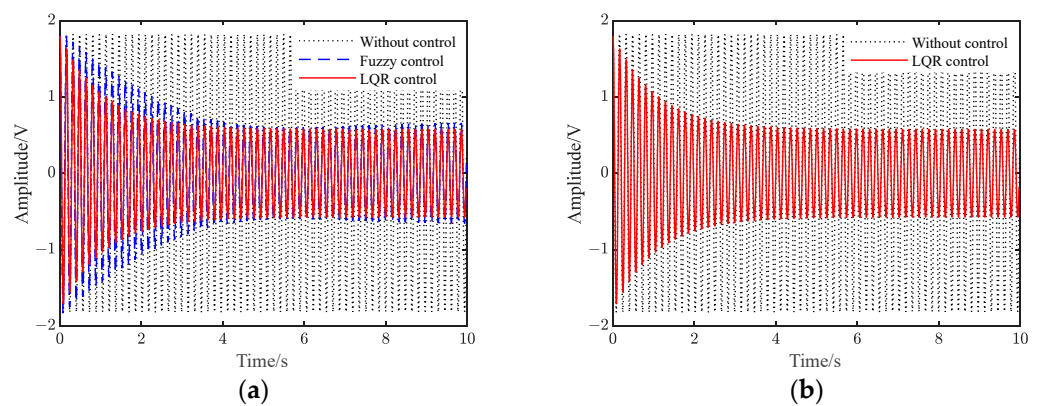 2
1
0
−1
−2
Amplitude/V
Without control
Fuzzy control
LQR control
0 2 4 6 8 10
Time/s
(a)
2
1
0
−1
−2
Amplitude/V
Without control
LQR control
0 2 4 6 8 10
Time/s
(b)